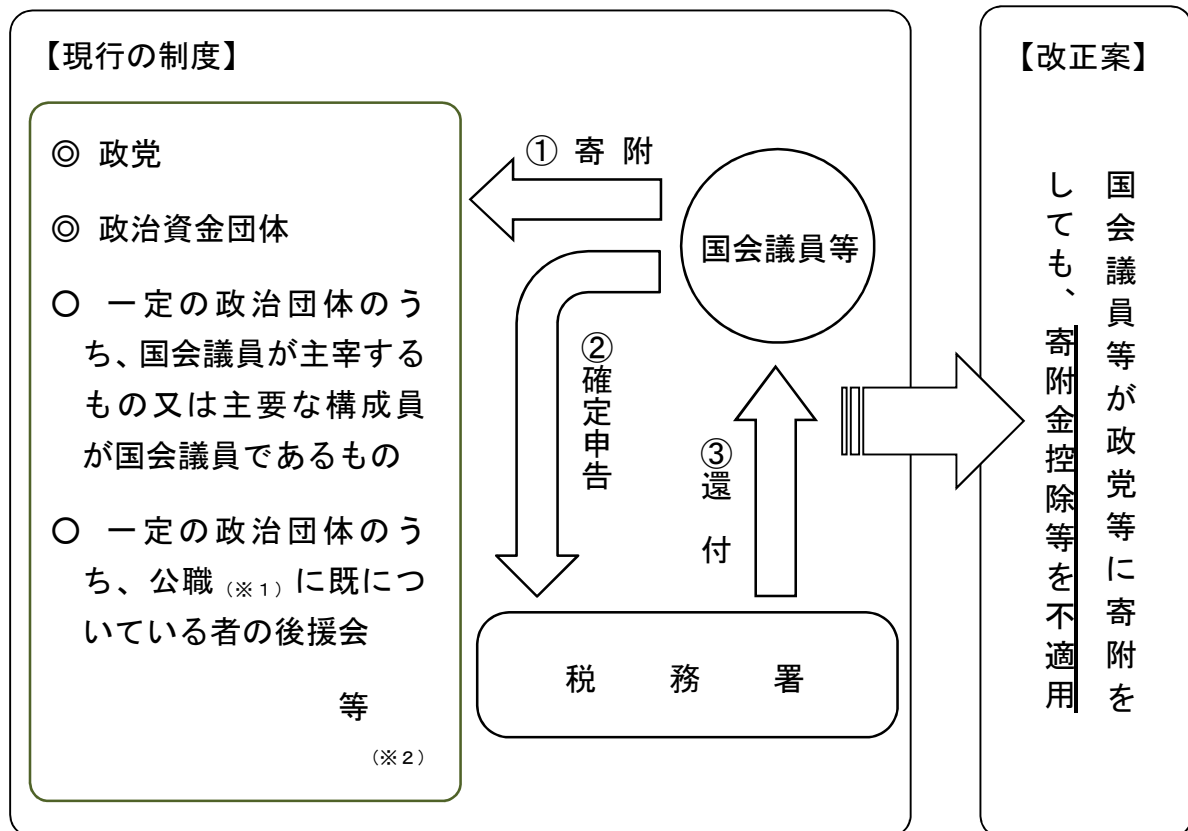 【現行の制度】
◎ 政党
◎ 政治資金団体
〇 一定の政治団体のう
ち、国会議員が主宰する
もの又は主要な構成員
が国会議員であるもの
〇 一定の政治団体のう
ち、公職（※１）に既につ
いている者の後援会
等
（※２）
① 寄 附
国会議員等
②確定申告
③還 付
税 務 署
【改正案】
国会議員等が政党等に寄附を
しても、寄附金控除等を不適用